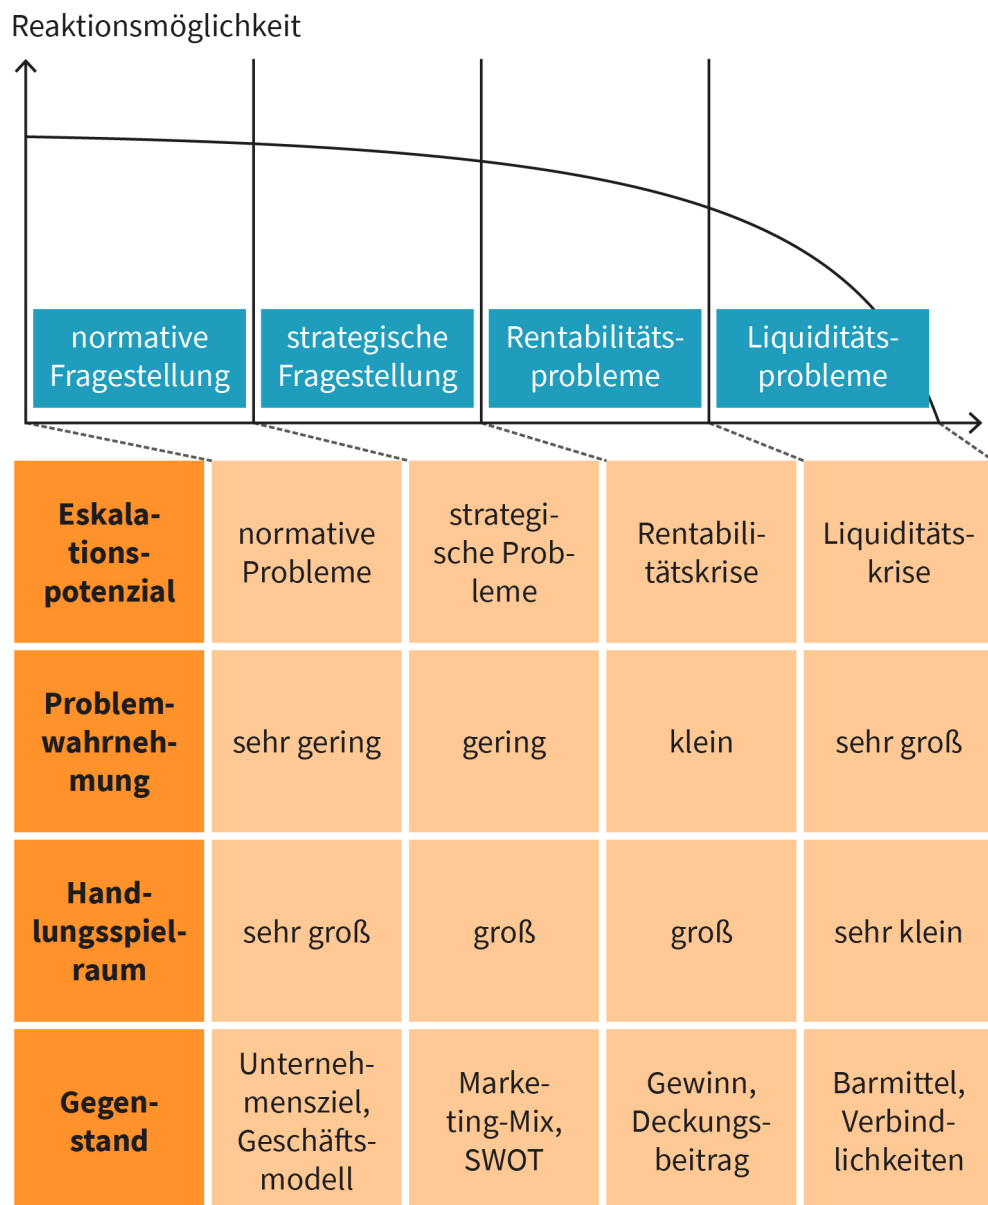 Reaktionsmöglichkeit
normative
Fragestellung
strategische
Fragestellung
Rentabilitäts-
probleme
Liquiditäts-
probleme
Eskala-
tions-
potenzial
normative
Probleme
strategi-
sche Prob-
leme
Rentabili-
tätskrise
Liquiditäts-
krise
Problem-
wahrneh-
mung
sehr gering
gering
klein
sehr groß
Hand-
lungsspiel-
raum
sehr groß
groß
groß
sehr klein
Gegen-
stand
Unterneh-
mensziel,
Geschäfts-
modell
Marke-
ting-Mix,
SWOT
Gewinn,
Deckungs-
beitrag
Barmittel,
Verbind-
lichkeiten